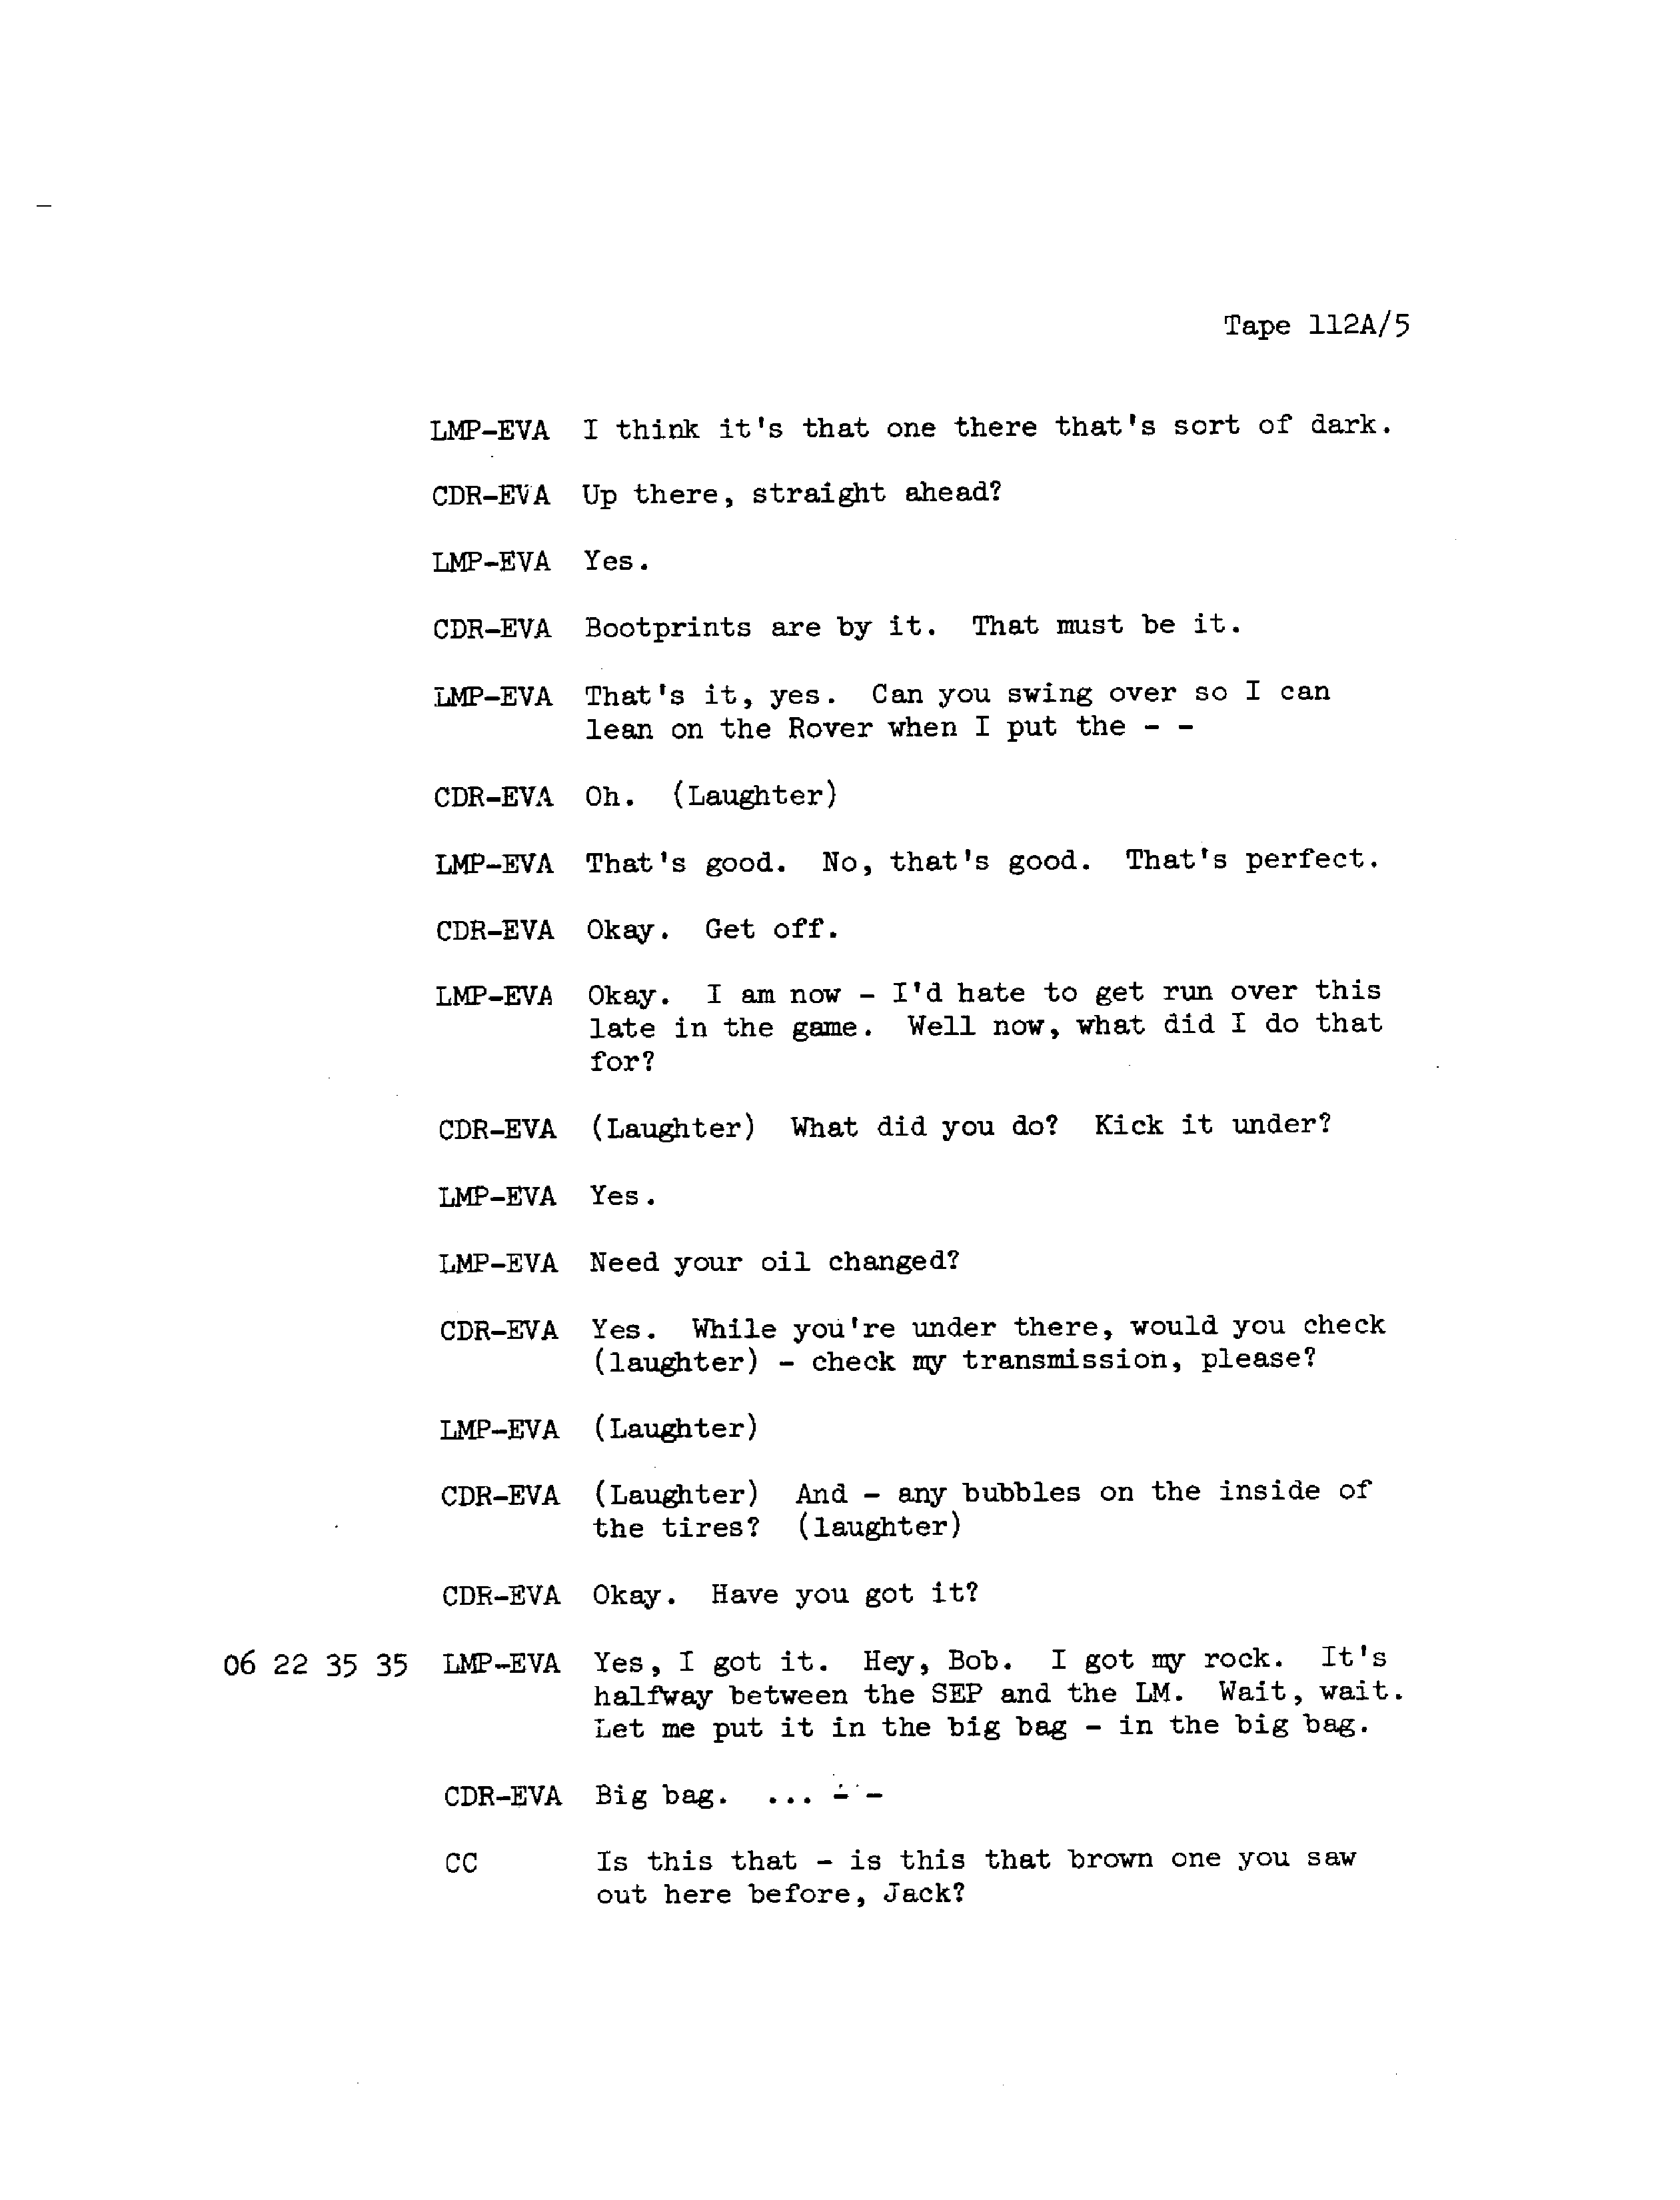 Tape 112A/5
LMP-EVA I think it's that one there that's sort of dark.
CDR-EVA Up there, straight ahead?
LMP-EVA Yes.
CDR-EVA Bootprints are by it. That must be it.
LMP-EVA That's it, yes. Can you swing over so I can
lean on the Rover when I put the - -
CDR-EVA Oh. (Laughter)
LMP-EVA That's good. No, that's good. That's perfect.
CDR-EVA Okay. Get off.
LMP-EVA Okay. I am now - I'd hate to get run over this
late in the game. Well now, what did I do that
for?
CDR-EVA (Laughter) What did you do? Kick it under?
LMP-EVA Yes.
LMP-EVA Need your oil changed?
CDR-EVA Yes. While you're under there, would you check
(laughter) - check my transmission, please?
LMP-EVA (Laughter)
CDR-EVA (Laughter) And - any bubbles on the inside of
the tires? (laughter)
CDR-EVA Okay. Have you got it?
06 22 35 35 LMP-EVA Yes, I got it. Hey, Bob. I got my rock. It's
halfway between the SEP and the LM. Wait, wait.
Let me put it in the big bag - in the big bag.
CDR-EVA Big bag. ... - -
CC Is this that - is this that brown one you saw
out here before, Jack?